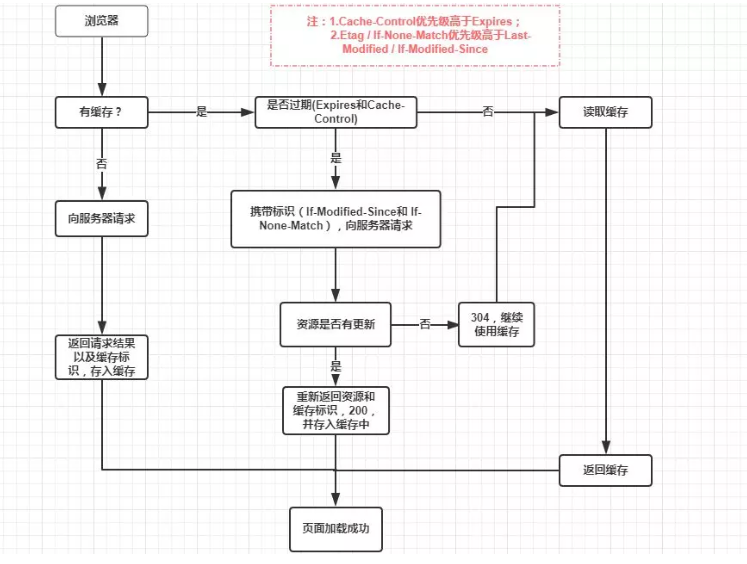 浏览器
注：1.Cache-Control优先级高于Expires；
2.Etag / If-None-Match优先级高于Last-
Modified / If-Modified-Since
有缓存？
是
是否过期(Expires和Cache-
Control)
否
读取缓存
否
是
向服务器请求
携带标识（If-Modified-Since和 If-
None-Match），向服务器请求
资源是否有更新
否
304，继续
使用缓存
返回请求结果
以及缓存标
识，存入缓存
是
重新返回资源和
缓存标识，200，
并存入缓存中
返回缓存
页面加载成功